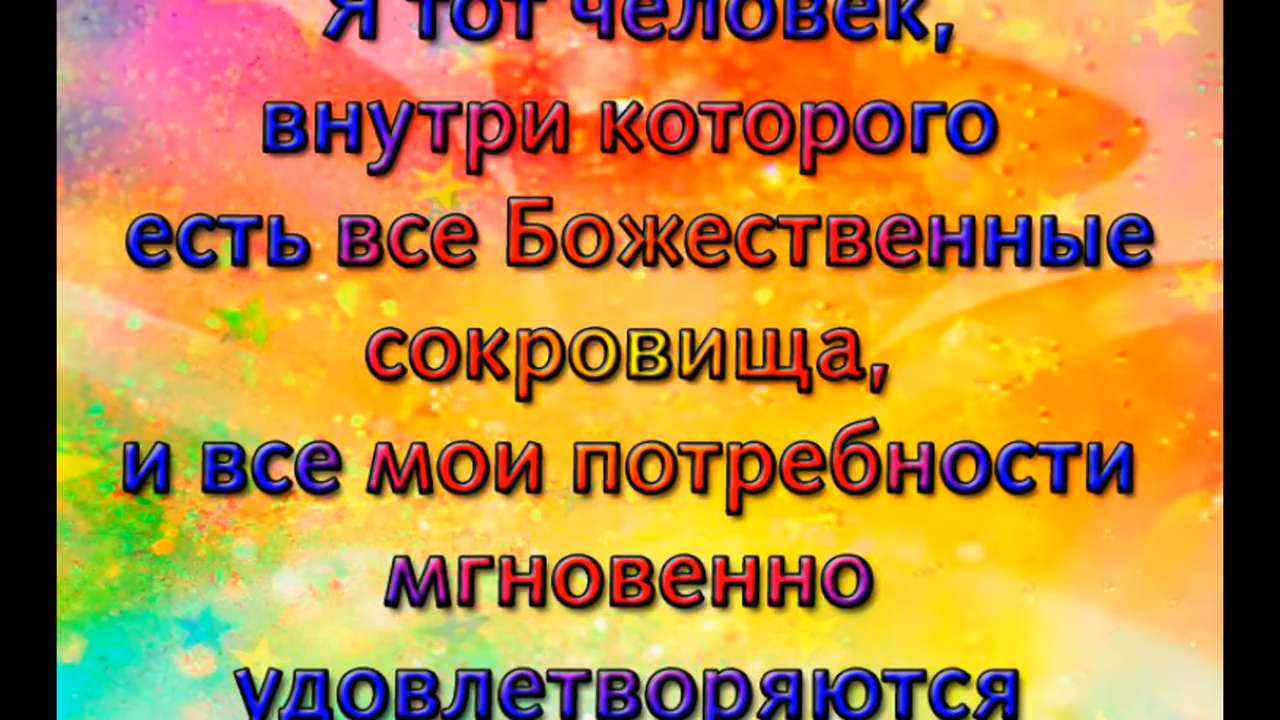 Я тот человек,
внутри которого
есть все Божественные
сокровища,
и все мои потребности
мгновенно
удовлетворяются